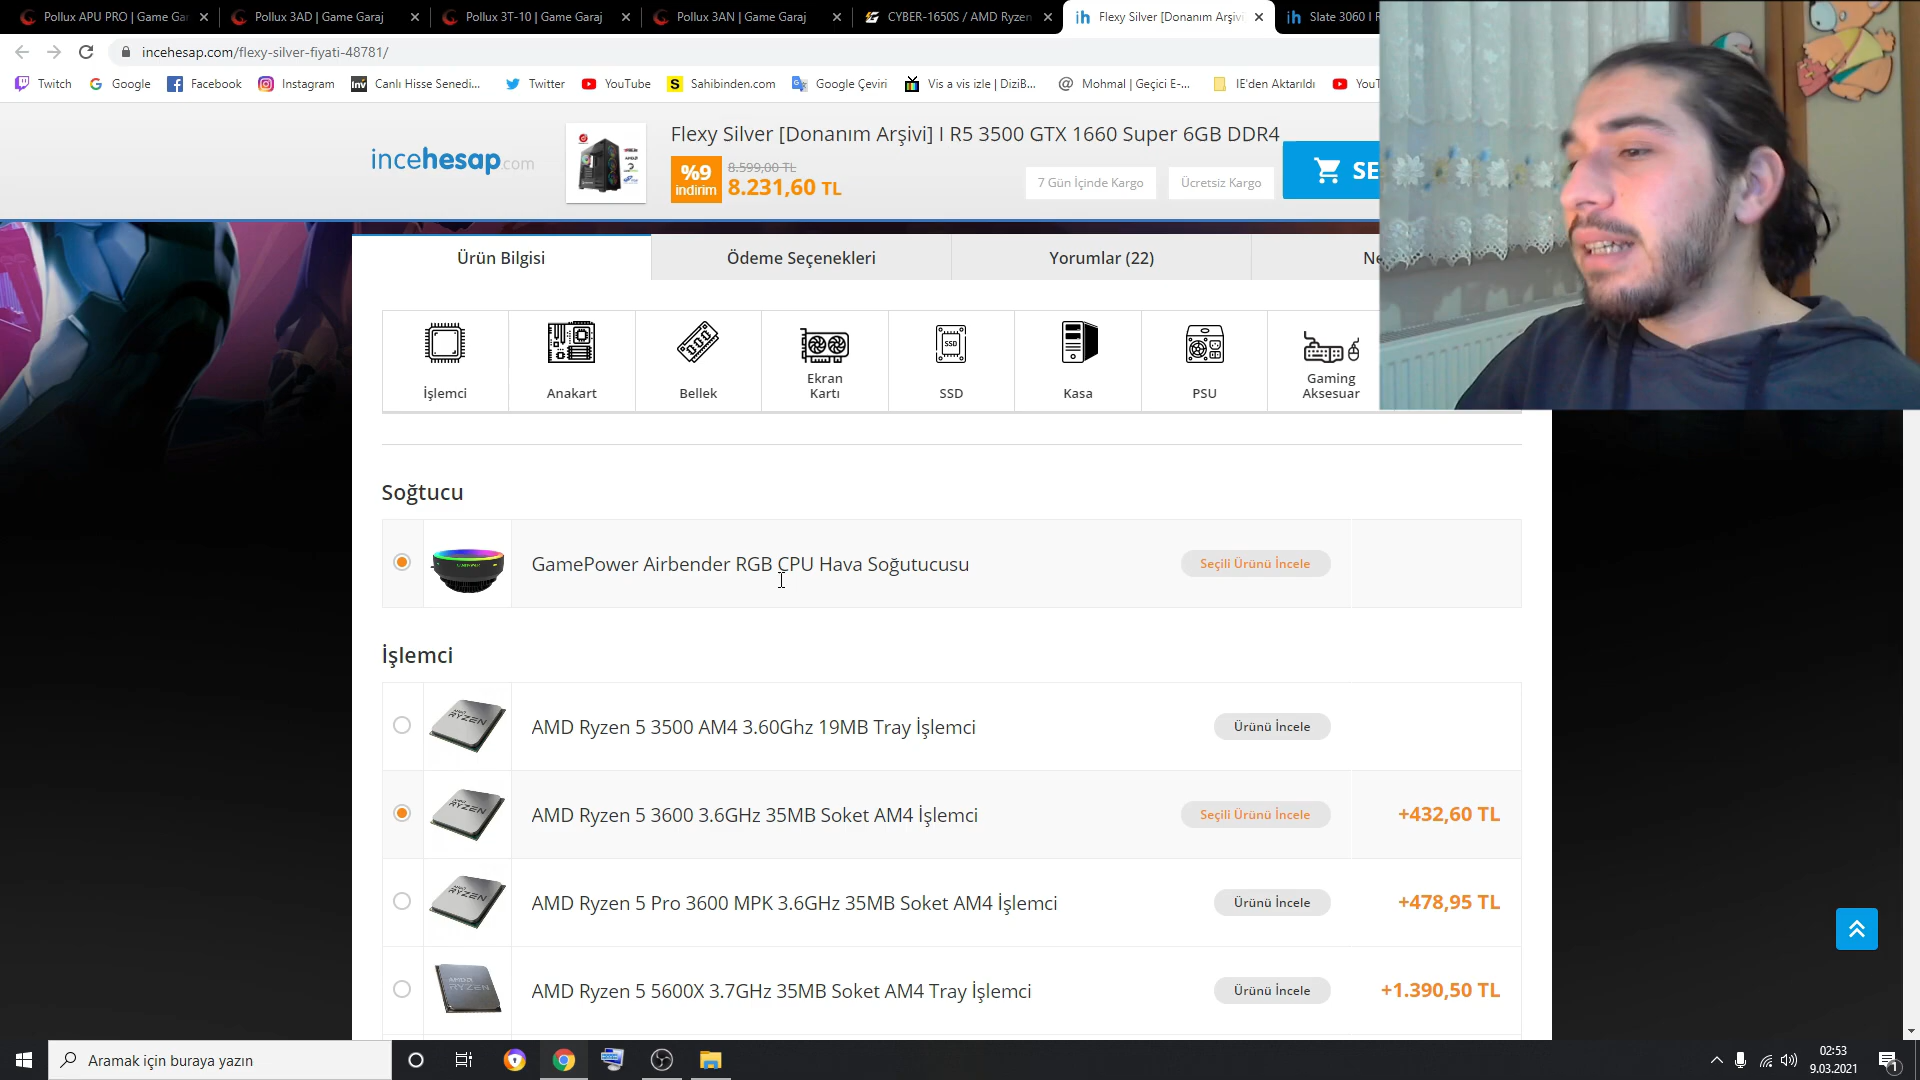 Pollux APU PRO | Game Gar
Pollux 3AD | Game Garaj
Pollux 3T-10 | Game Garaj
Pollux 3AN | Game Garaj
CYBER-1650S / AMD Ryzen
Flexy Silver [Donanım Arşivi]
Slate 3060 I R
incehesap.com/flexy-silver-fiyati-48781/
Twitch
Google
Facebook
Instagram
Canlı Hisse Senedi...
Twitter
YouTube
Sahibinden.com
Google Çeviri
Vis a vis izle | DiziB...
Mohmal | Geçici E-...
IE'den Aktarıldı
YouT
incehesap.com
Flexy Silver [Donanım Arşivi] I R5 3500 GTX 1660 Super 6GB DDR4
%9
indirim
8.599,00 TL
8.231,60 TL
7 Gün İçinde Kargo
Ücretsiz Kargo
SE
Ürün Bilgisi
Ödeme Seçenekleri
Yorumlar (22)
Ne
İşlemci
Anakart
Bellek
Ekran
Kartı
SSD
SSD
Kasa
PSU
Gaming
Aksesuar
Soğtucu
GamePower Airbender RGB CPU Hava Soğutucusu
Seçili Ürünü İncele
İşlemci
AMD Ryzen 5 3500 AM4 3.60Ghz 19MB Tray İşlemci
Ürünü İncele
AMD Ryzen 5 3600 3.6GHz 35MB Soket AM4 İşlemci
Seçili Ürünü İncele
+432,60 TL
AMD Ryzen 5 Pro 3600 MPK 3.6GHz 35MB Soket AM4 İşlemci
Ürünü İncele
+478,95 TL
AMD Ryzen 5 5600X 3.7GHz 35MB Soket AM4 Tray İşlemci
Ürünü İncele
+1.390,50 TL
Aramak için buraya yazın
02:53
9.03.2021
1